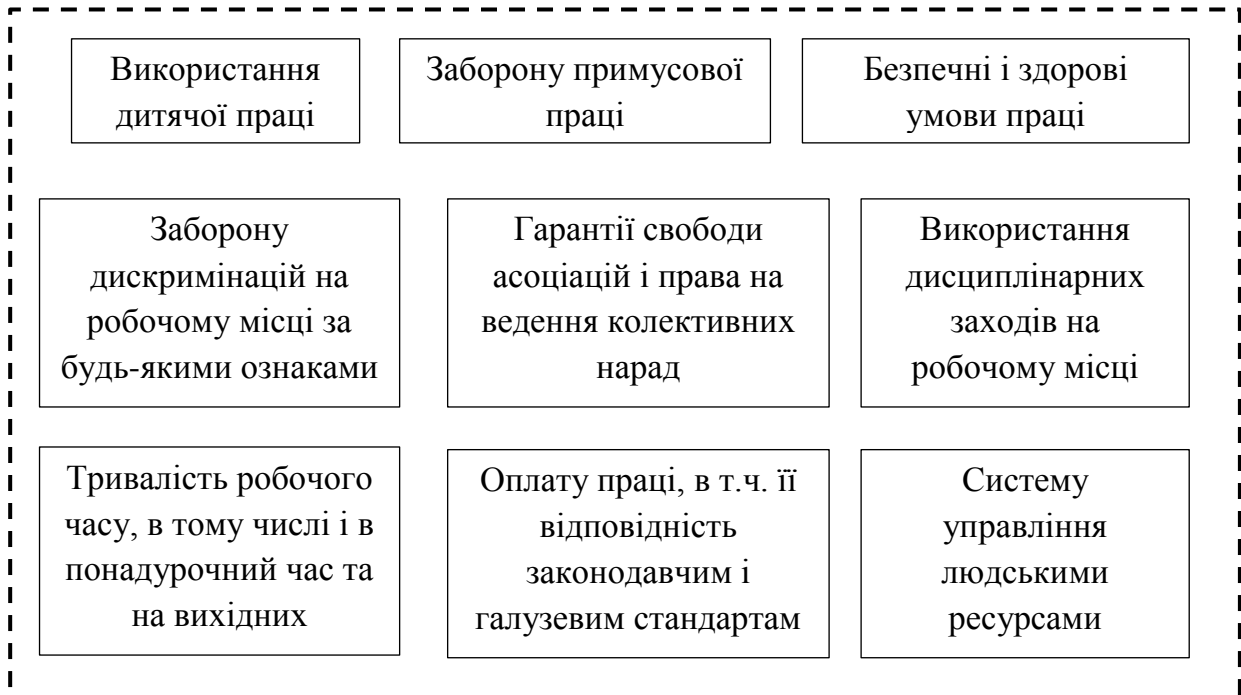 Використання
дитячої праці
Заборону примусової
праці
Безпечні і здорові
умови праці
Заборону
дискримінацій на
робочому місці за
будь-якими ознаками
Гарантії свободи
асоціацій і права на
ведення колективних
нарад
Використання
дисциплінарних
заходів на
робочому місці
Тривалість робочого
часу, в тому числі і в
понадурочний час та
на вихідних
Оплату праці, в т.ч. її
відповідність
законодавчим і
галузевим стандартам
Систему
управління
людськими
ресурсами